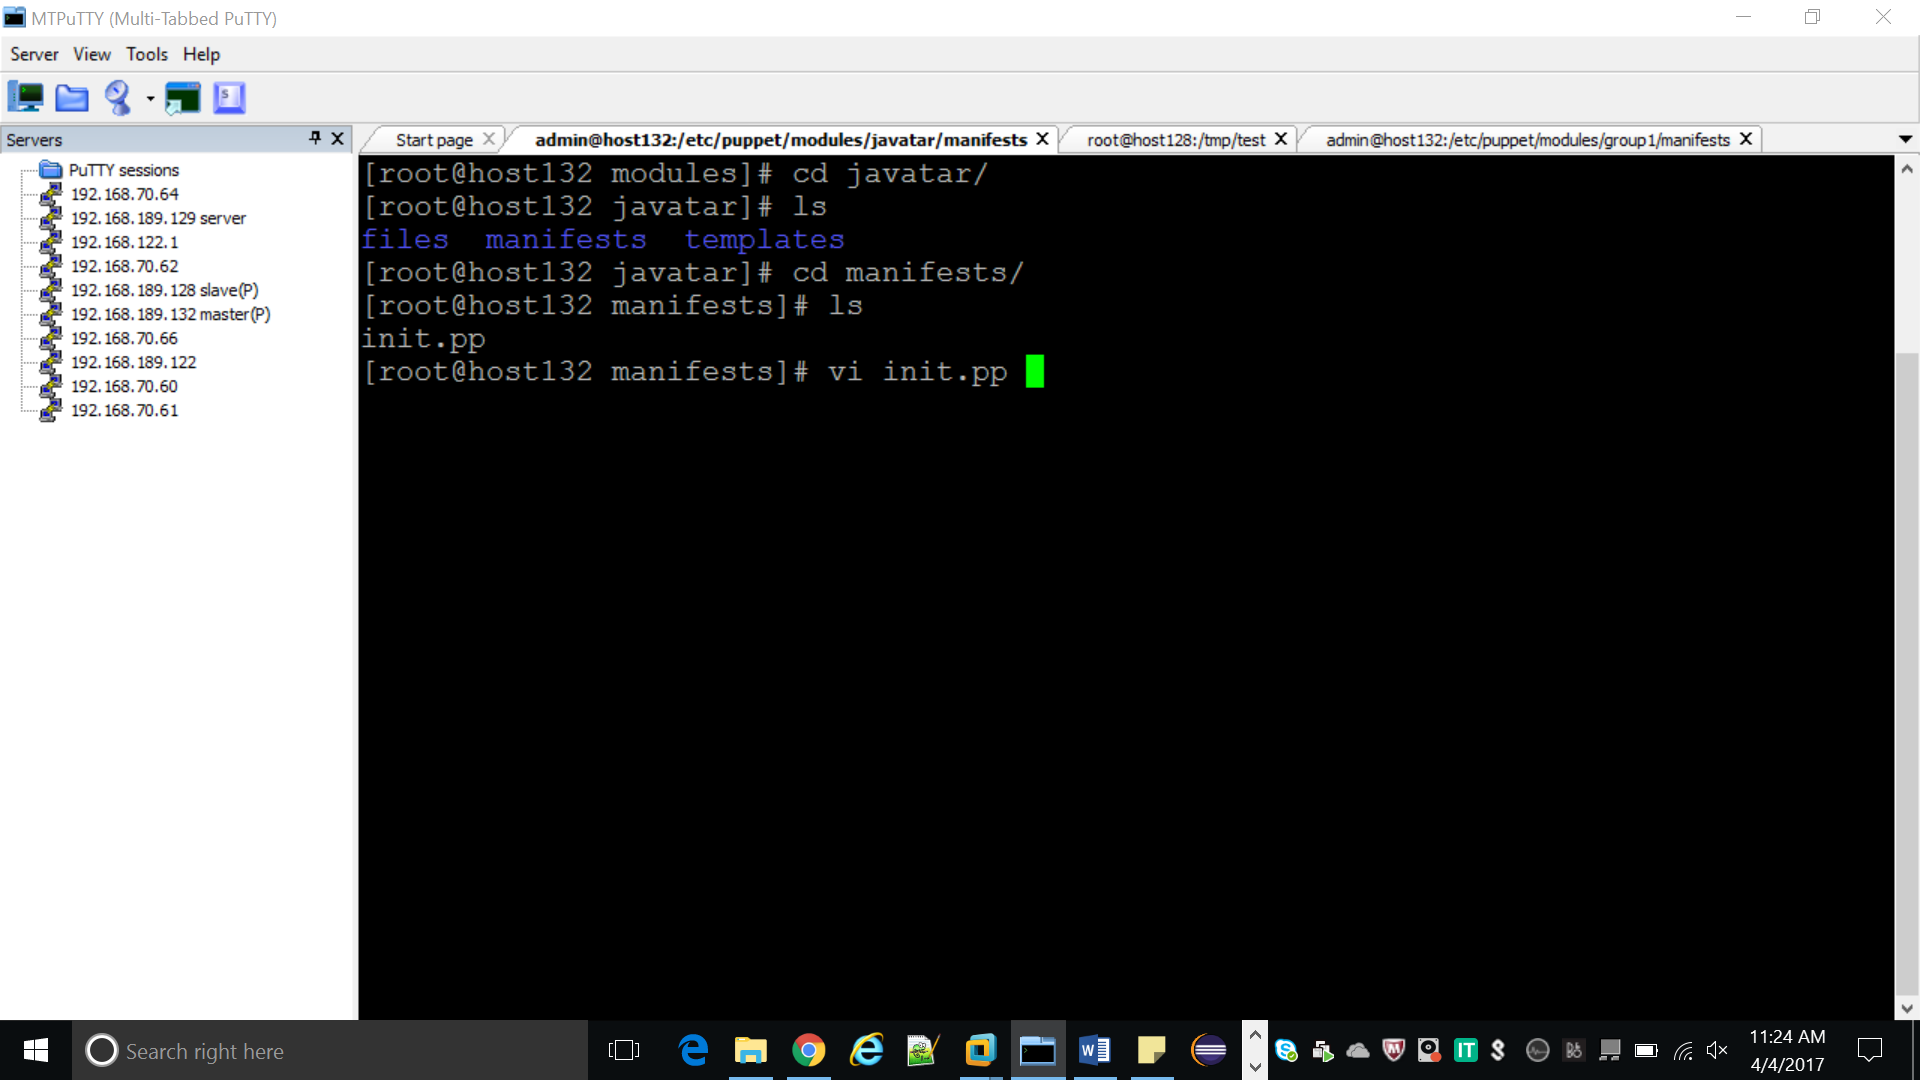 MTPuTTY (Multi-Tabbed PuTTY)
Server View Tools Help
Servers
PuTTY sessions
192.168.70.64
192.168.189.129 server
192.168.122.1
192.168.70.62
192.168.189.128 slave(P)
192.168.189.132 master(P)
192.168.70.66
192.168.189.122
192.168.70.60
192.168.70.61
Start page admin@host132:/etc/puppet/modules/javatar/manifests root@host128:/tmp/test admin@host132:/etc/puppet/modules/group1/manifests
[root@host132 modules]# cd javatar/
[root@host132 javatar]# ls
files manifests templates
[root@host132 javatar]# cd manifests/
[root@host132 manifests]# ls
init.pp
[root@host132 manifests]# vi init.pp
Search right here
IT
11:24 AM
4/4/2017